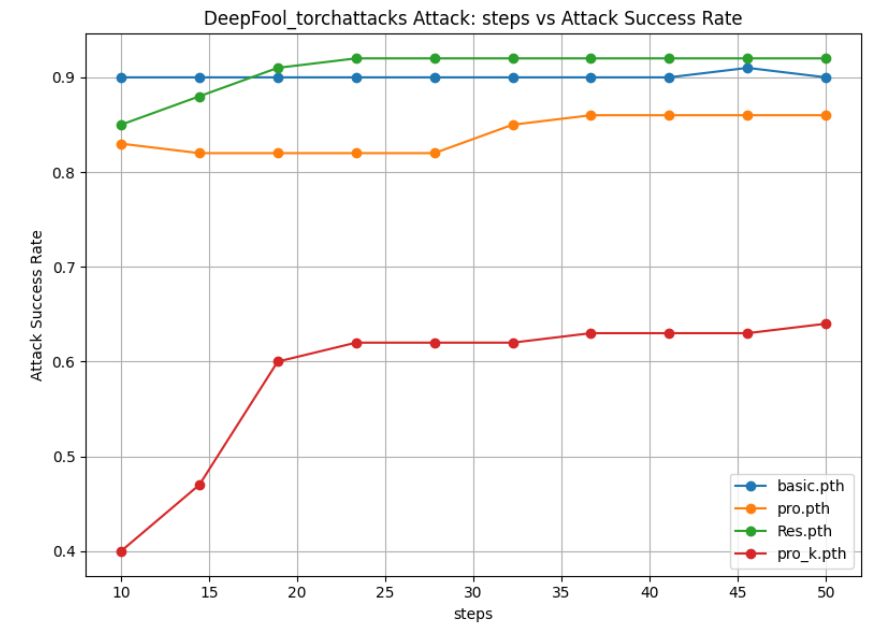 DeepFool_torchattacks Attack: steps vs Attack Success Rate
Attack Success Rate
0.9
0.8
0.7
0.6
0.5
0.4
basic.pth
pro.pth
Res.pth
pro_k.pth
10 15 20 25 30 35 40 45 50
steps